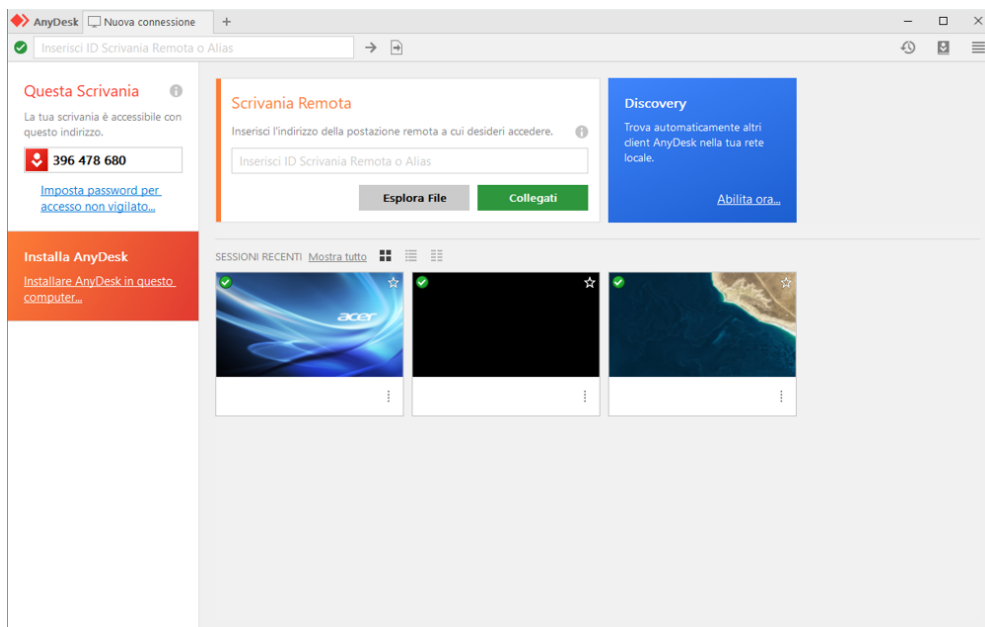 AnyDesk
Nuova connessione
Inserisci ID Scrivania Remota o Alias
Questa Scrivania
La tua scrivania è accessibile con
questo indirizzo.
396 478 680
Imposta password per
accesso non vigilato...
Installa AnyDesk
Installare AnyDesk in questo
computer...
Scrivania Remota
Inserisci l'indirizzo della postazione remota a cui desideri accedere.
Inserisci ID Scrivania Remota o Alias
Esplora File
Collegati
Discovery
Trova automaticamente altri
client AnyDesk nella tua rete
locale.
Abilita ora...
SESSIONI RECENTI Mostra tutto
acer